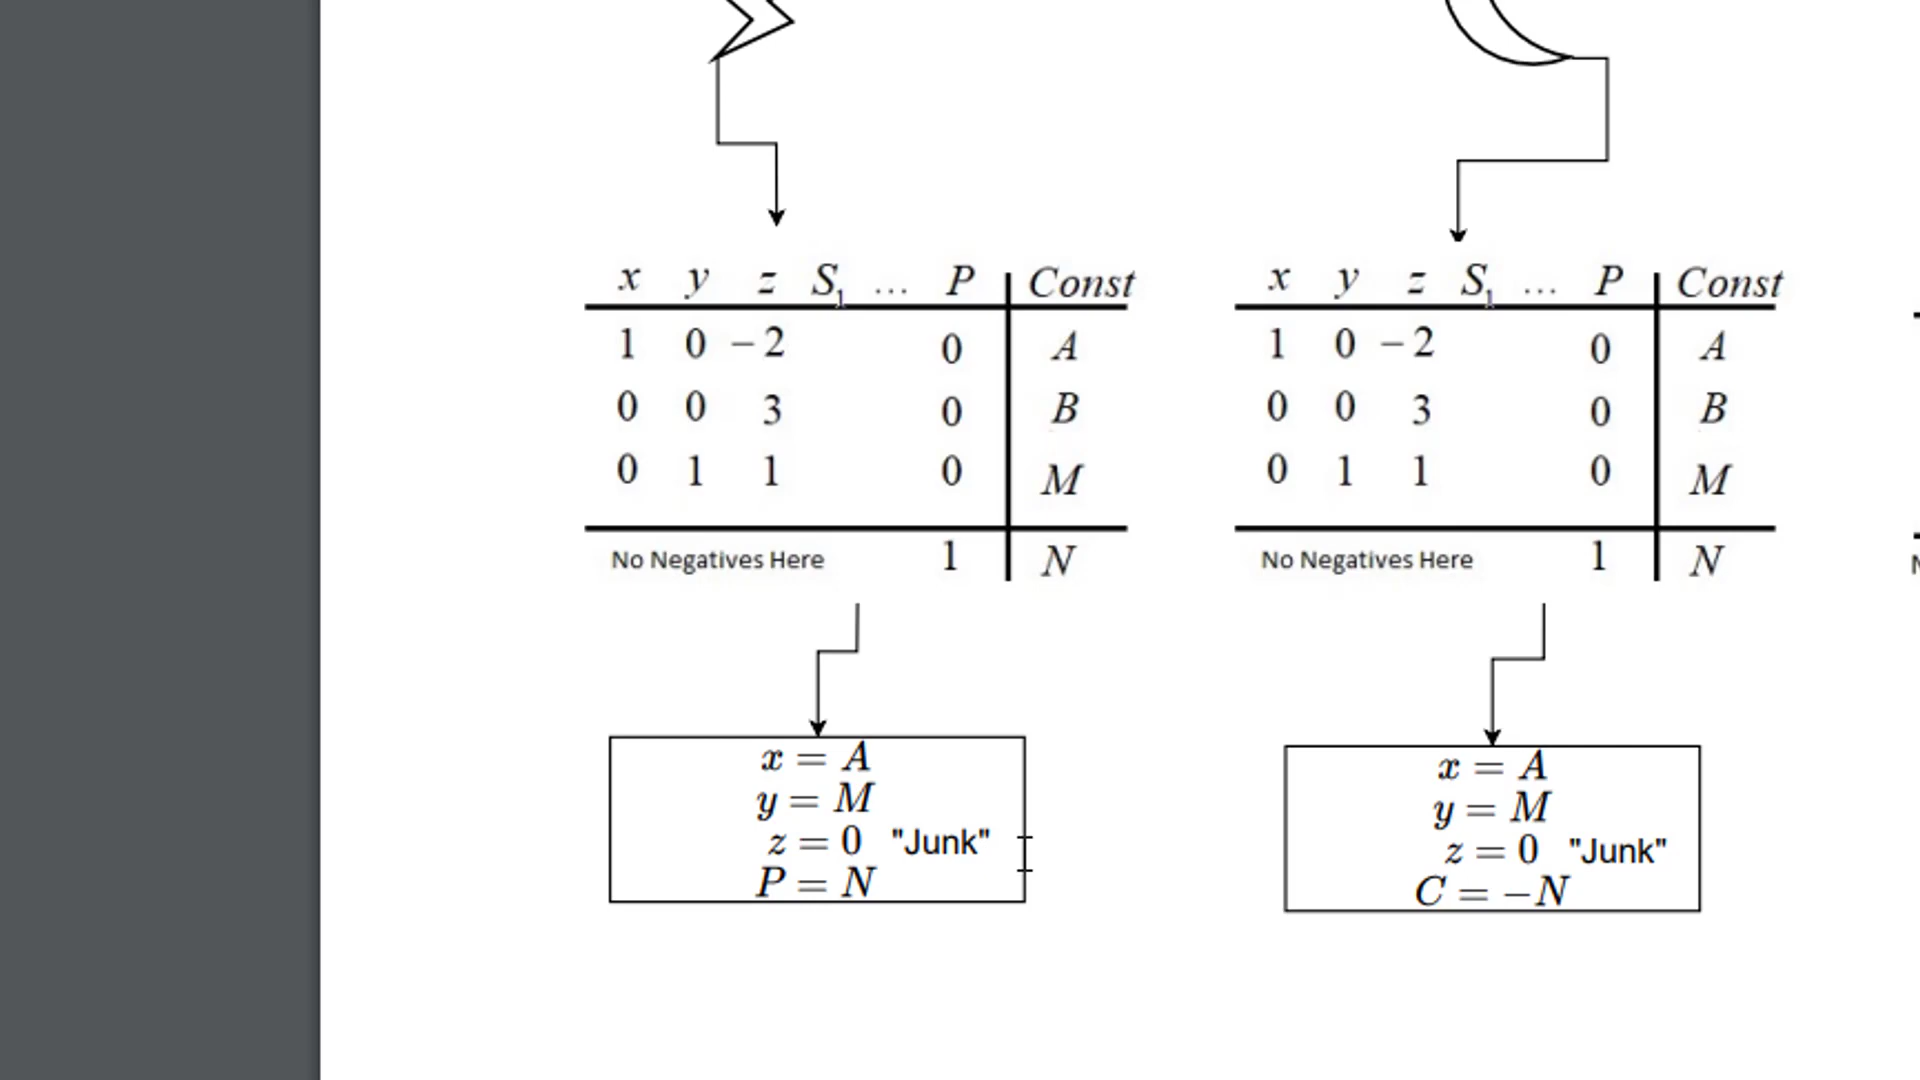 x y z S₁ ... P Const
1 0 −2 0 A
0 0 3 0 B
0 1 1 0 M
No Negatives Here 1 N
x = A
y = M
z = 0 "Junk"
P = N
x y z S₁ ... P Const
1 0 −2 0 A
0 0 3 0 B
0 1 1 0 M
No Negatives Here 1 N
x = A
y = M
z = 0 "Junk"
C = −N